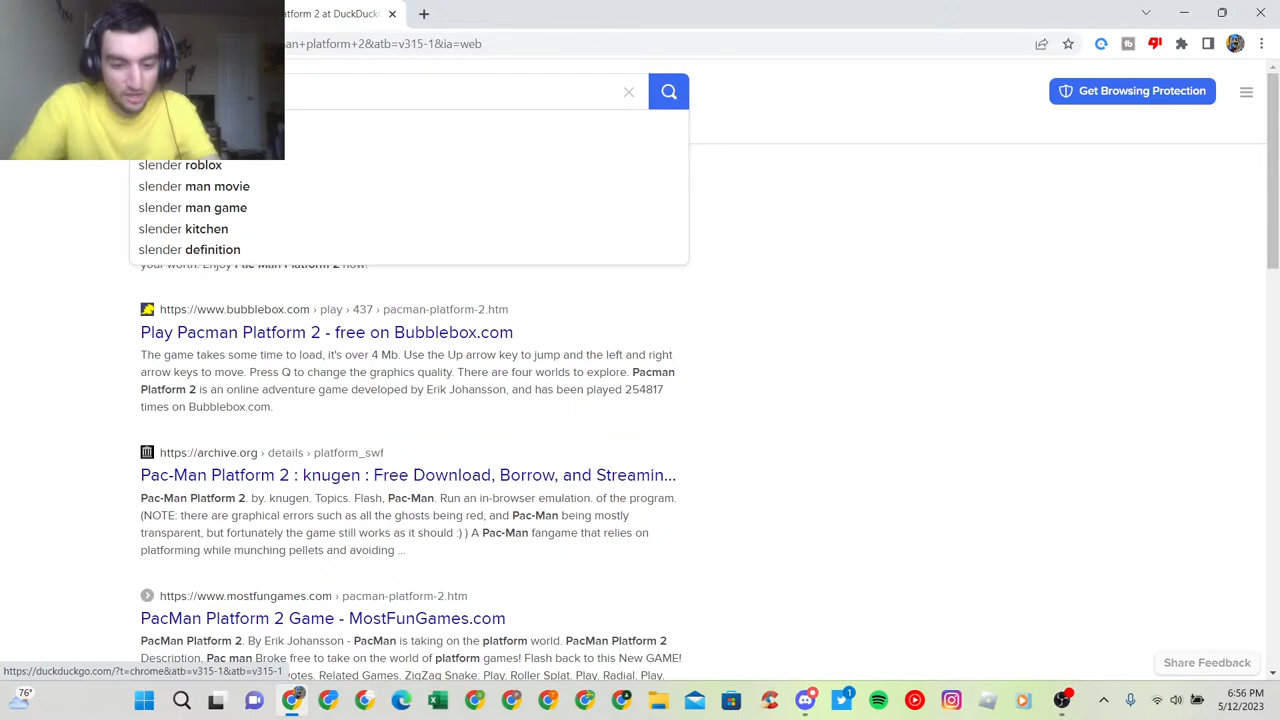 atform 2 at DuckDuck
an+platform+2&atb=v315-1&ia=web
Get Browsing Protection
slender roblox
slender man movie
slender man game
slender kitchen
slender definition
your worth. Enjoy Pac-Man Platform 2 now!
https://www.bubblebox.com › play › 437 › pacman-platform-2.htm
Play Pacman Platform 2 - free on Bubblebox.com
The game takes some time to load, it's over 4 Mb. Use the Up arrow key to jump and the left and right
arrow keys to move. Press Q to change the graphics quality. There are four worlds to explore. Pacman
Platform 2 is an online adventure game developed by Erik Johansson, and has been played 254817
times on Bubblebox.com.
https://archive.org › details › platform_swf
Pac-Man Platform 2 : knugen : Free Download, Borrow, and Streamin...
Pac-Man Platform 2. by. knugen. Topics. Flash, Pac-Man. Run an in-browser emulation. of the program.
(NOTE: there are graphical errors such as all the ghosts being red, and Pac-Man being mostly
transparent, but fortunately the game still works as it should :) ) A Pac-Man fangame that relies on
platforming while munching pellets and avoiding ...
https://www.mostfungames.com › pacman-platform-2.htm
PacMan Platform 2 Game - MostFunGames.com
PacMan Platform 2. By Erik Johansson - PacMan is taking on the platform world. PacMan Platform 2
Description. Pac man Broke free to take on the world of platform games! Flash back to this New GAME!
votes. Related Games. ZigZag Snake. Play. Roller Splat. Play. Radial. Play.
https://duckduckgo.com/?t=chrome&atb=v315-1&atb=v315-1
Share Feedback
76°
1
6:56 PM
5/12/2023